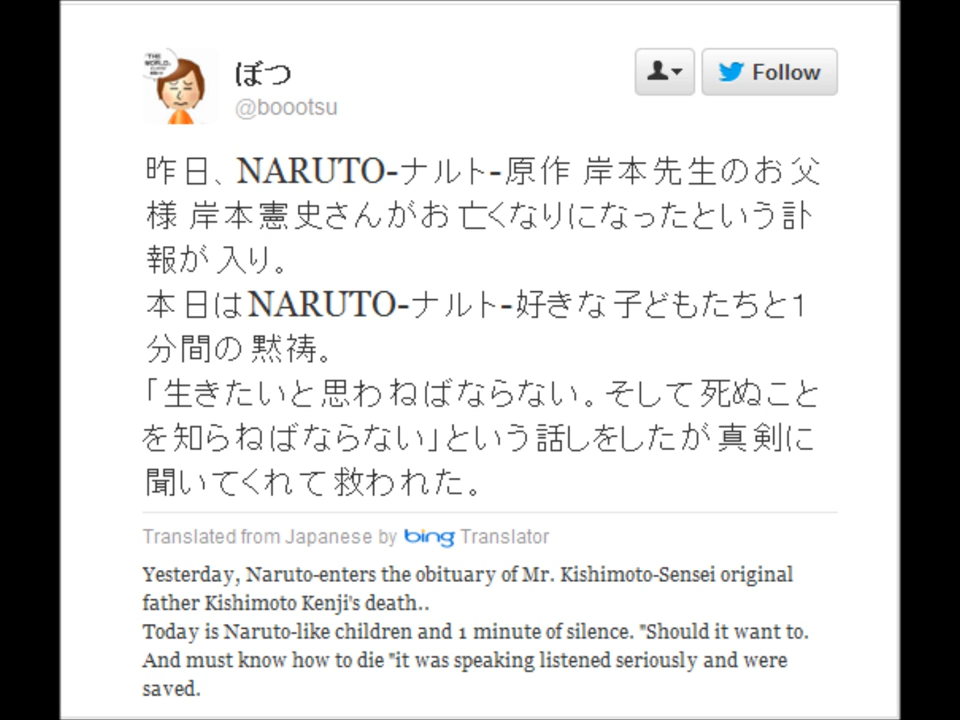 "THE WORLD"
ぼつ
@boootsu
Follow
昨日、NARUTO-ナルト-原作 岸本先生のお父
様 岸本憲史さんがお亡くなりになったという訃
報が入り。
本日はNARUTO-ナルト-好きな子どもたちと1
分間の黙祷。
「生きたいと思わねばならない。そして死ぬこと
を知らねばならない」という話しをしたが真剣に
聞いてくれて救われた。
Translated from Japanese by bing Translator
Yesterday, Naruto-enters the obituary of Mr. Kishimoto-Sensei original
father Kishimoto Kenji's death..
Today is Naruto-like children and 1 minute of silence. "Should it want to.
And must know how to die "it was speaking listened seriously and were
saved.